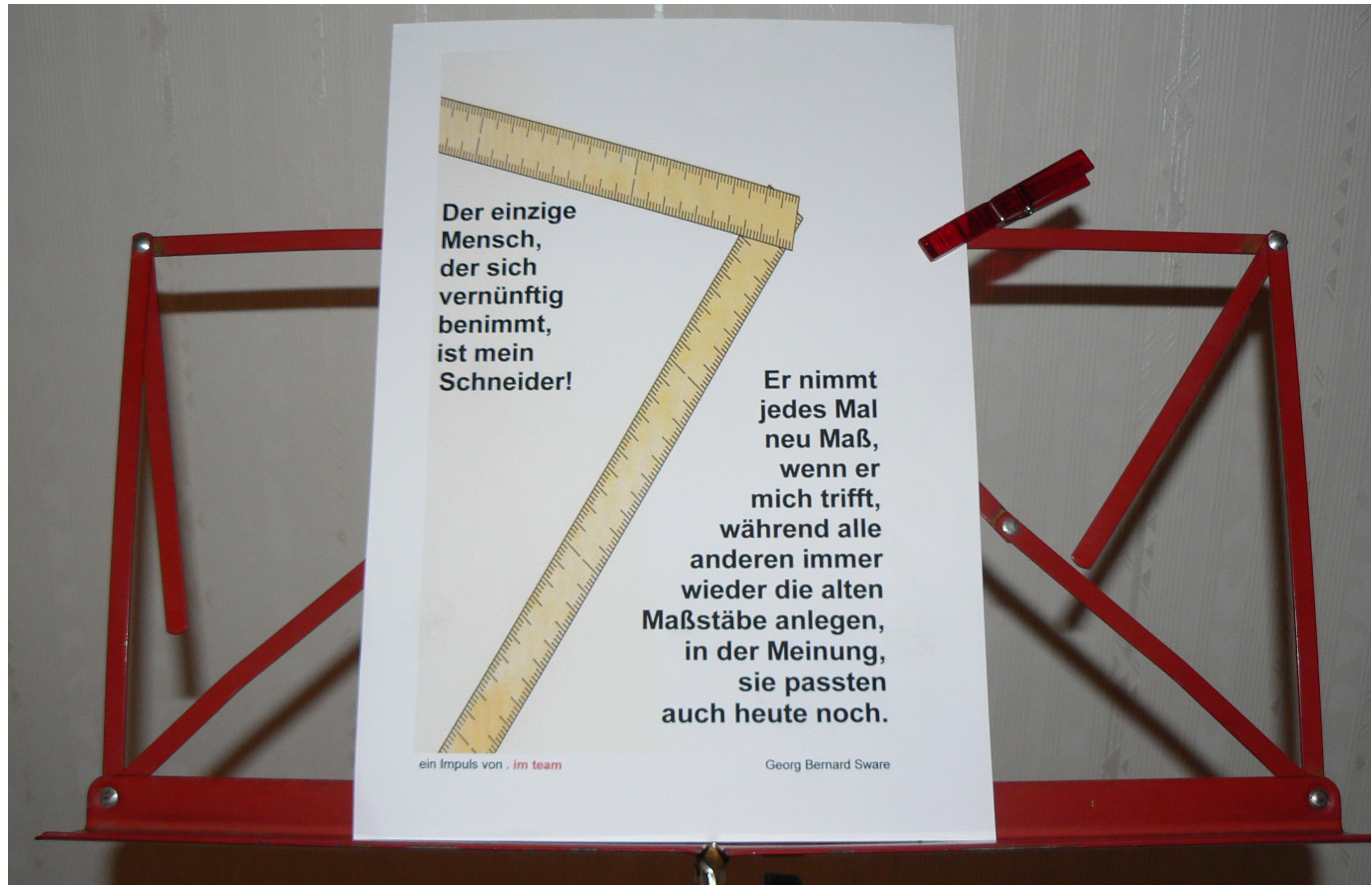 Der einzige
Mensch,
der sich
vernünftig
benimmt,
ist mein
Schneider!
Er nimmt
jedes Mal
neu Maß,
wenn er
mich trifft,
während alle
anderen immer
wieder die alten
Maßstäbe anlegen,
in der Meinung,
sie passten
auch heute noch.
ein Impuls von . im team
Georg Bernard Sware